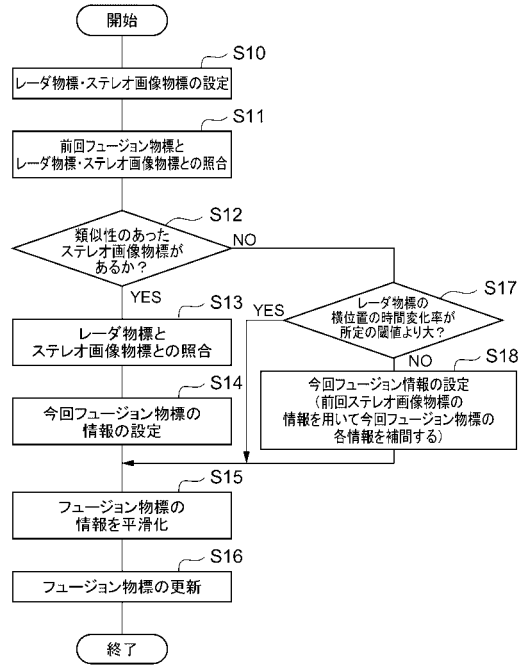 開始
S10
レーダ物標・ステレオ画像物標の設定
S11
前回フュージョン物標と
レーダ物標・ステレオ画像物標との照合
S12
類似性のあった
ステレオ画像物標が
あるか?
NO
YES
S17
レーダ物標の
横位置の時間変化率が
所定の閾値より大?
YES
NO
S13
レーダ物標と
ステレオ画像物標との照合
S18
今回フュージョン情報の設定
(前回ステレオ画像物標の
情報を用いて今回フュージョン物標の
各情報を補間する)
S14
今回フュージョン物標の
情報の設定
S15
フュージョン物標の
情報を平滑化
S16
フュージョン物標の更新
終了